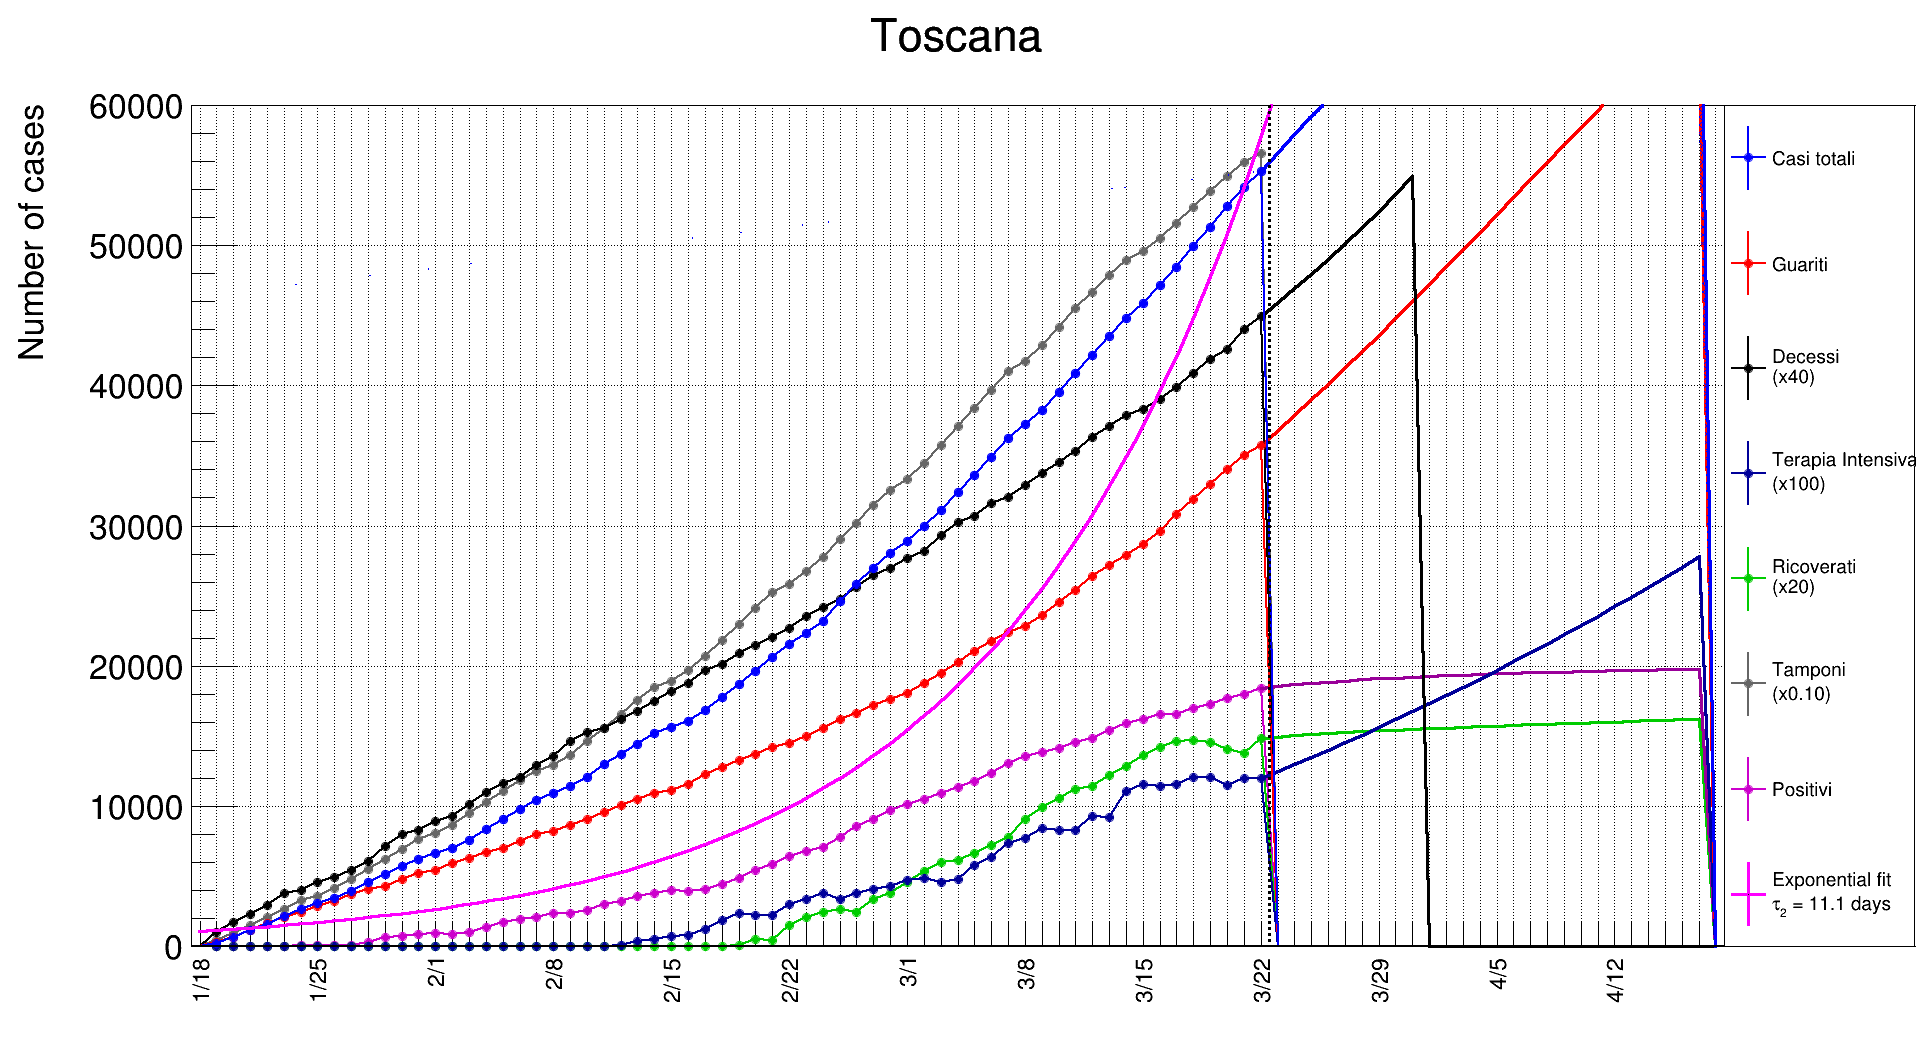 Toscana
Number of cases
60000
50000
40000
30000
20000
10000
0
1/18
1/25
2/1
2/8
2/15
2/22
3/1
3/8
3/15
3/22
3/29
4/5
4/12
Casi totali
Guariti
Decessi
(x40)
Terapia Intensiva
(x100)
Ricoverati
(x20)
Tamponi
(x0.10)
Positivi
Exponential fit
τ₂ = 11.1 days